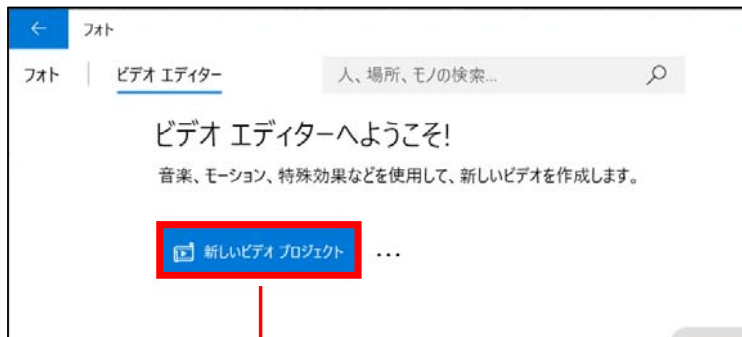 フォト
フォト ビデオ エディター 人、場所、モノの検索...
ビデオ エディターへようこそ!
音楽、モーション、特殊効果などを使用して、新しいビデオを作成します。
新しいビデオ プロジェクト ...